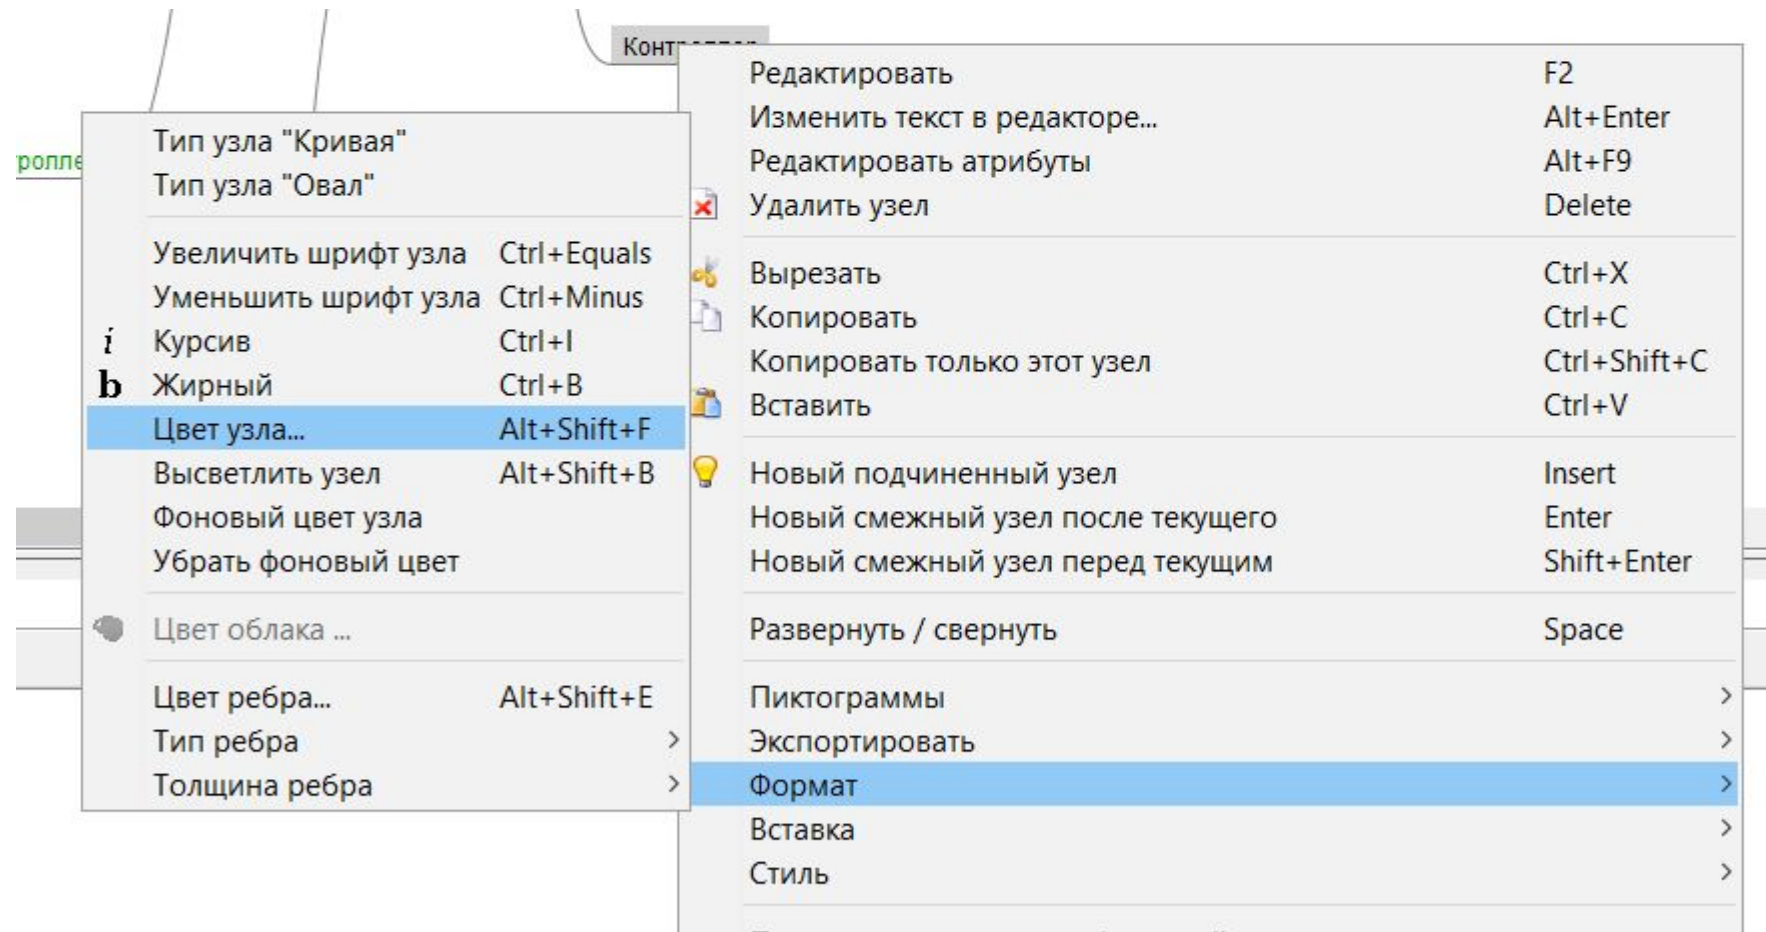 Редактировать F2
Изменить текст в редакторе... Alt+Enter
Редактировать атрибуты Alt+F9
Удалить узел Delete
Вырезать Ctrl+X
Копировать Ctrl+C
Копировать только этот узел Ctrl+Shift+C
Вставить Ctrl+V
Новый подчиненный узел Insert
Новый смежный узел после текущего Enter
Новый смежный узел перед текущим Shift+Enter
Развернуть / свернуть Space
Пиктограммы
Экспортировать
Формат
Вставка
Стиль
Тип узла "Кривая"
Тип узла "Овал"
Увеличить шрифт узла Ctrl+Equals
Уменьшить шрифт узла Ctrl+Minus
i Курсив Ctrl+I
b Жирный Ctrl+B
Цвет узла... Alt+Shift+F
Высветлить узел Alt+Shift+B
Фоновый цвет узла
Убрать фоновый цвет
Цвет облака ...
Цвет ребра... Alt+Shift+E
Тип ребра
Толщина ребра